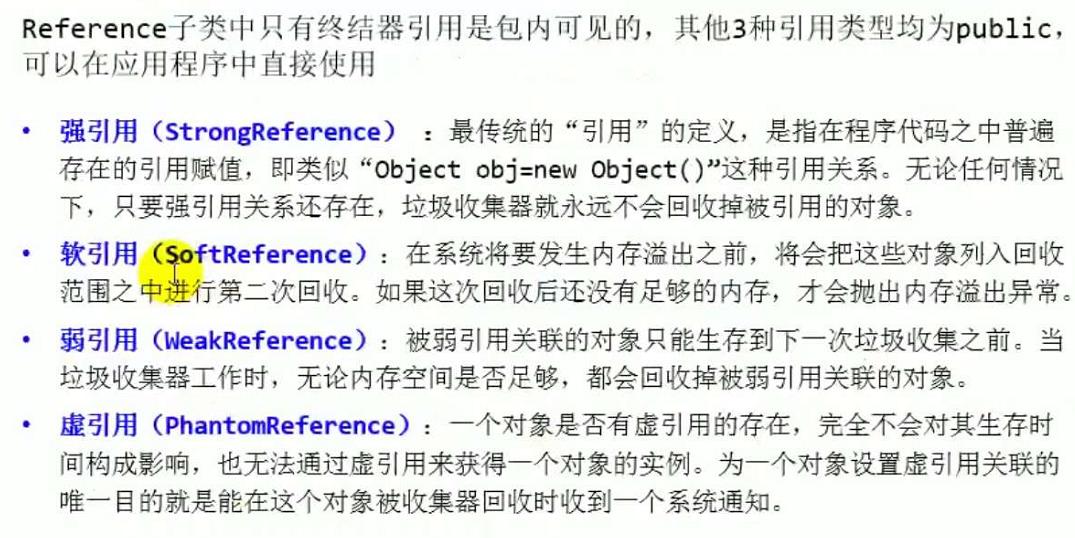 Reference子类中只有终结器引用是包内可见的，其他3种引用类型均为public，
可以在应用程序中直接使用
• 强引用（StrongReference）：最传统的“引用”的定义，是指在程序代码之中普遍
存在的引用赋值，即类似“Object obj=new Object()”这种引用关系。无论任何情况
下，只要强引用关系还存在，垃圾收集器就永远不会回收掉被引用的对象。
• 软引用（SoftReference）：在系统将要发生内存溢出之前，将会把这些对象列入回收
范围之中进行第二次回收。如果这次回收后还没有足够的内存，才会抛出内存溢出异常。
• 弱引用（WeakReference）：被弱引用关联的对象只能生存到下一次垃圾收集之前。当
垃圾收集器工作时，无论内存空间是否足够，都会回收掉被弱引用关联的对象。
• 虚引用（PhantomReference）：一个对象是否有虚引用的存在，完全不会对其生存时
间构成影响，也无法通过虚引用来获得一个对象的实例。为一个对象设置虚引用关联的
唯一目的就是能在这个对象被收集器回收时收到一个系统通知。